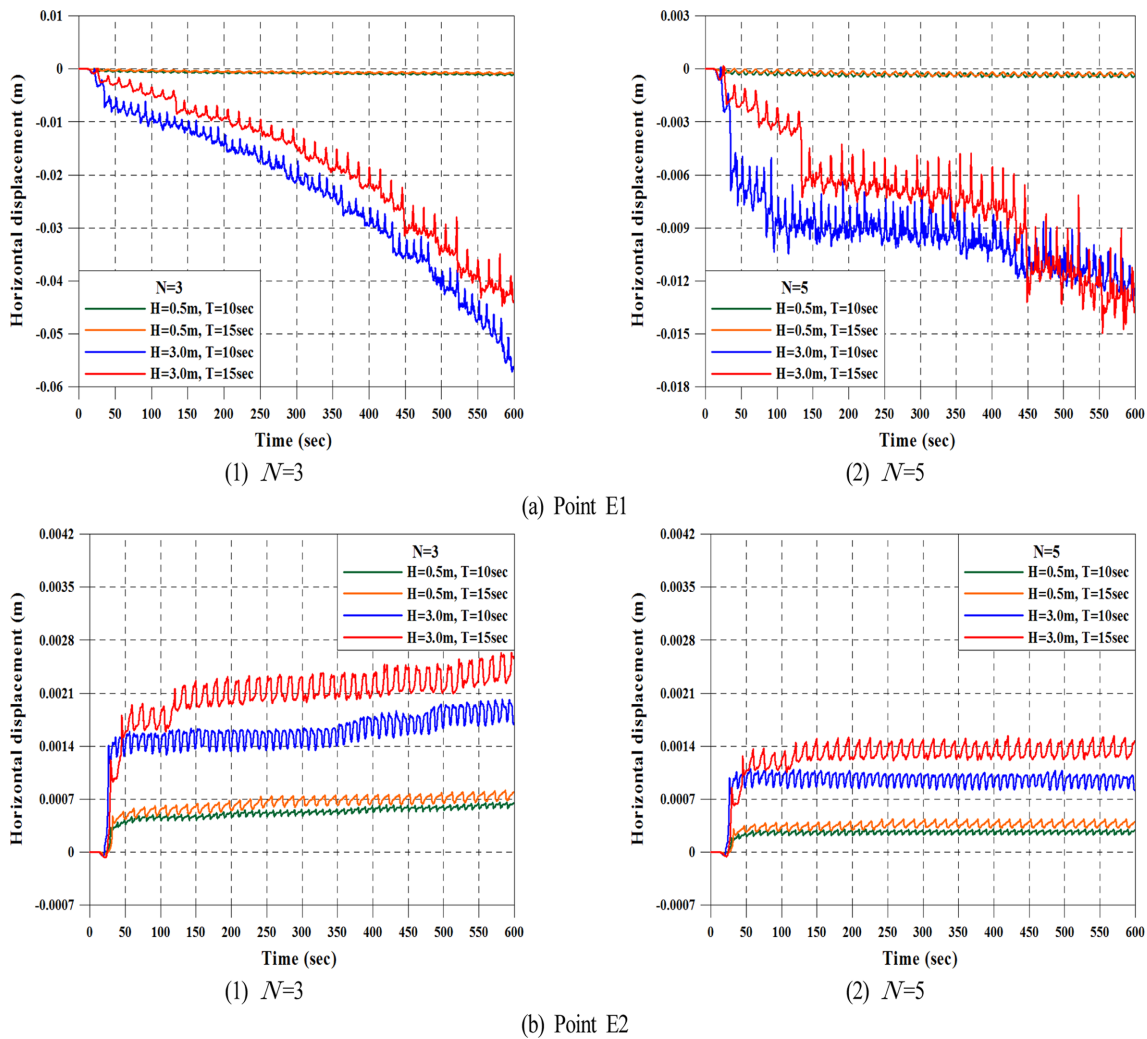 0.01
0
-0.01
-0.02
-0.03
-0.04
-0.05
-0.06
Horizontal displacement (m)
N=3
H=0.5m, T=10sec
H=0.5m, T=15sec
H=3.0m, T=10sec
H=3.0m, T=15sec
0 50 100 150 200 250 300 350 400 450 500 550 600
Time (sec)
(1) N=3
0.003
0
-0.003
-0.006
-0.009
-0.012
-0.015
-0.018
Horizontal displacement (m)
N=5
H=0.5m, T=10sec
H=0.5m, T=15sec
H=3.0m, T=10sec
H=3.0m, T=15sec
0 50 100 150 200 250 300 350 400 450 500 550 600
Time (sec)
(2) N=5
(a) Point E1
0.0042
0.0035
0.0028
0.0021
0.0014
0.0007
0
-0.0007
Horizontal displacement (m)
N=3
H=0.5m, T=10sec
H=0.5m, T=15sec
H=3.0m, T=10sec
H=3.0m, T=15sec
0 50 100 150 200 250 300 350 400 450 500 550 600
Time (sec)
(1) N=3
0.0042
0.0035
0.0028
0.0021
0.0014
0.0007
0
-0.0007
Horizontal displacement (m)
N=5
H=0.5m, T=10sec
H=0.5m, T=15sec
H=3.0m, T=10sec
H=3.0m, T=15sec
0 50 100 150 200 250 300 350 400 450 500 550 600
Time (sec)
(2) N=5
(b) Point E2